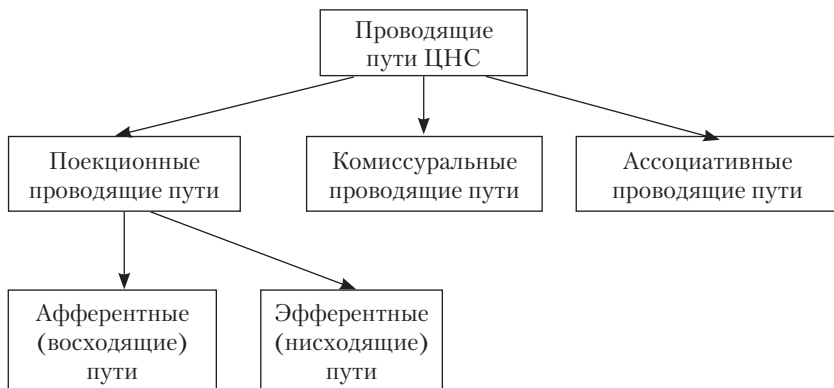 Проводящие
пути ЦНС
Поекционные
проводящие пути
Комиссуральные
проводящие пути
Ассоциативные
проводящие пути
Афферентные
(восходящие)
пути
Эфферентные
(нисходящие)
пути